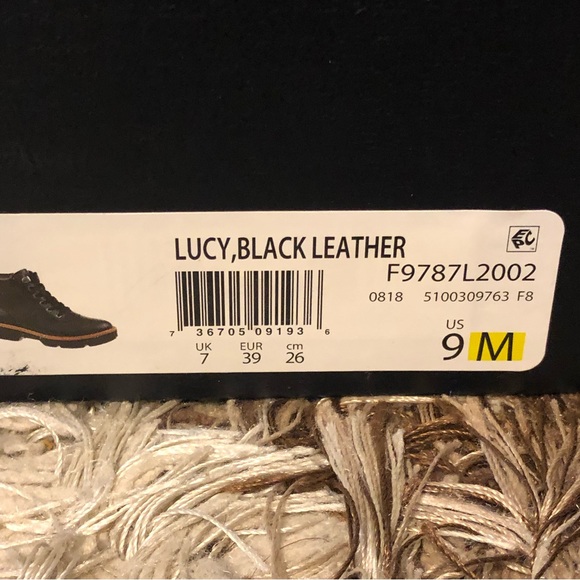 LUCY,BLACK LEATHER
F9787L2002
0818 5100309763 F8
7 36705 09193 6
UK EUR cm
7 39 26
US
9 M